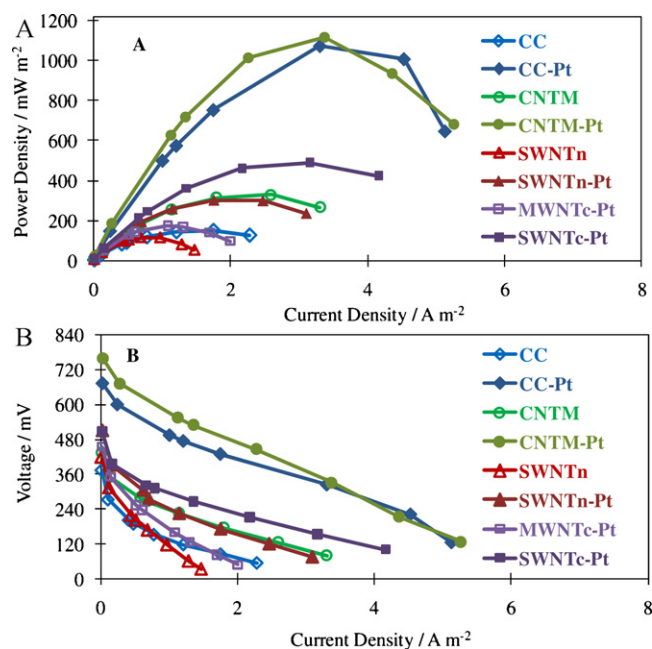 A
A
1200
1000
800
600
400
200
0
Power Density / mW m⁻²
0 2 4 6 8
Current Density / A m⁻²
CC
CC-Pt
CNTM
CNTM-Pt
SWNTn
SWNTn-Pt
MWNTc-Pt
SWNTc-Pt
B
B
840
720
600
480
360
240
120
0
Voltage / mV
0 2 4 6 8
Current Density / A m⁻²
CC
CC-Pt
CNTM
CNTM-Pt
SWNTn
SWNTn-Pt
MWNTc-Pt
SWNTc-Pt